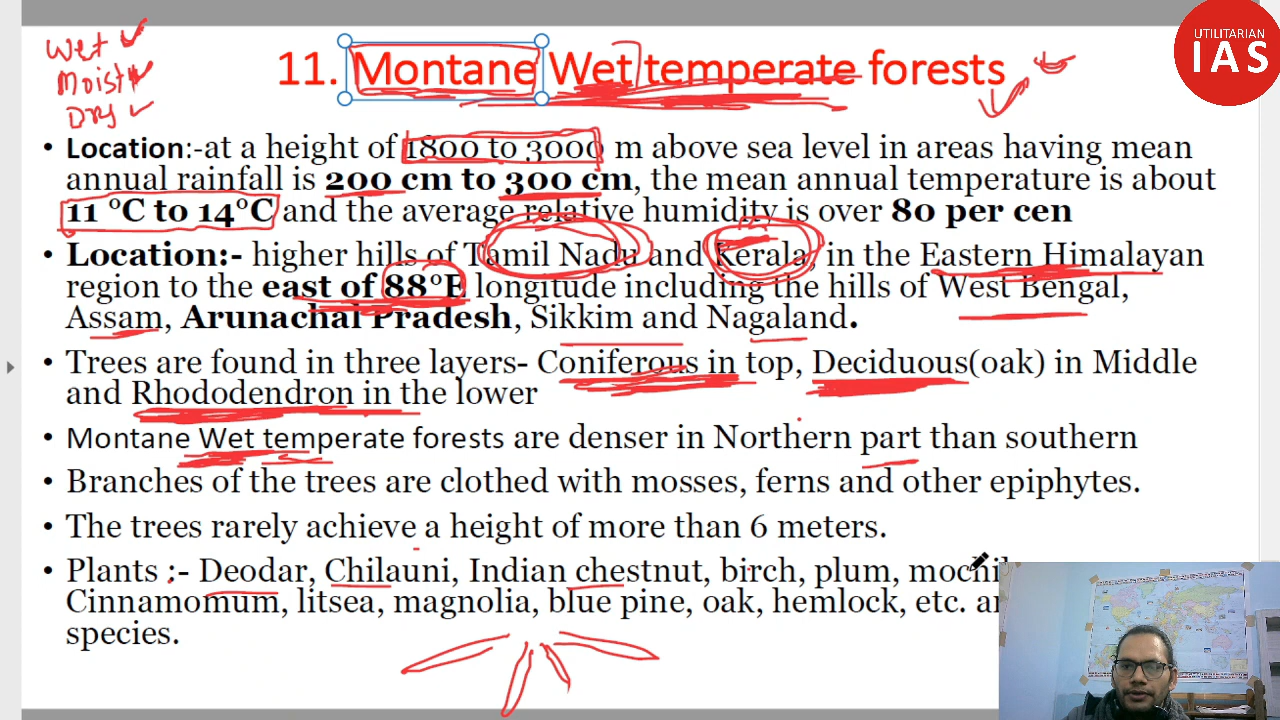 UTILITARIAN
IAS
Wet
Moist
Dry
11. Montane Wet temperate forests
• Location:-at a height of 1800 to 3000 m above sea level in areas having mean
annual rainfall is 200 cm to 300 cm, the mean annual temperature is about
11 °C to 14°C and the average relative humidity is over 80 per cen
• Location:- higher hills of Tamil Nadu and Kerala, in the Eastern Himalayan
region to the east of 88°E longitude including the hills of West Bengal,
Assam, Arunachal Pradesh, Sikkim and Nagaland.
• Trees are found in three layers- Coniferous in top, Deciduous(oak) in Middle
and Rhododendron in the lower
• Montane Wet temperate forests are denser in Northern part than southern
• Branches of the trees are clothed with mosses, ferns and other epiphytes.
• The trees rarely achieve a height of more than 6 meters.
• Plants :- Deodar, Chilauni, Indian chestnut, birch, plum,
Cinnamomum, litsea, magnolia, blue pine, oak, hemlock, etc.
species.